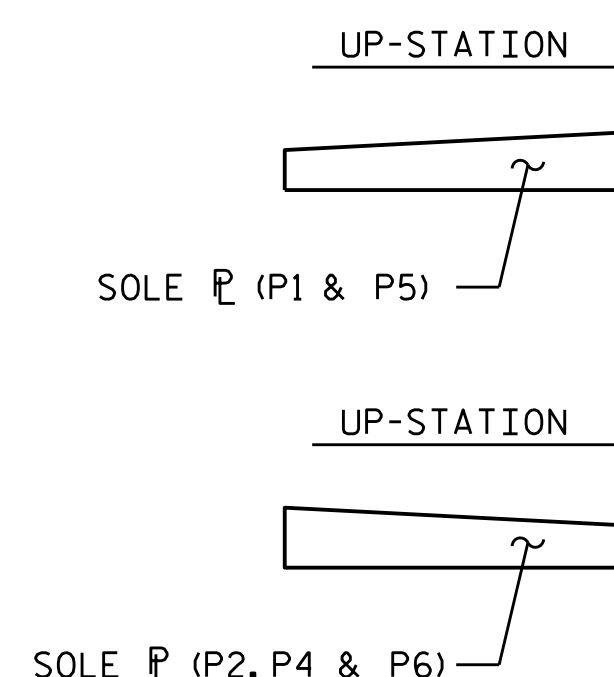 UP-STATION
SOLE ⅊ (P1 & P5)
UP-STATION
SOLE ⅊ (P2, P4 & P6)